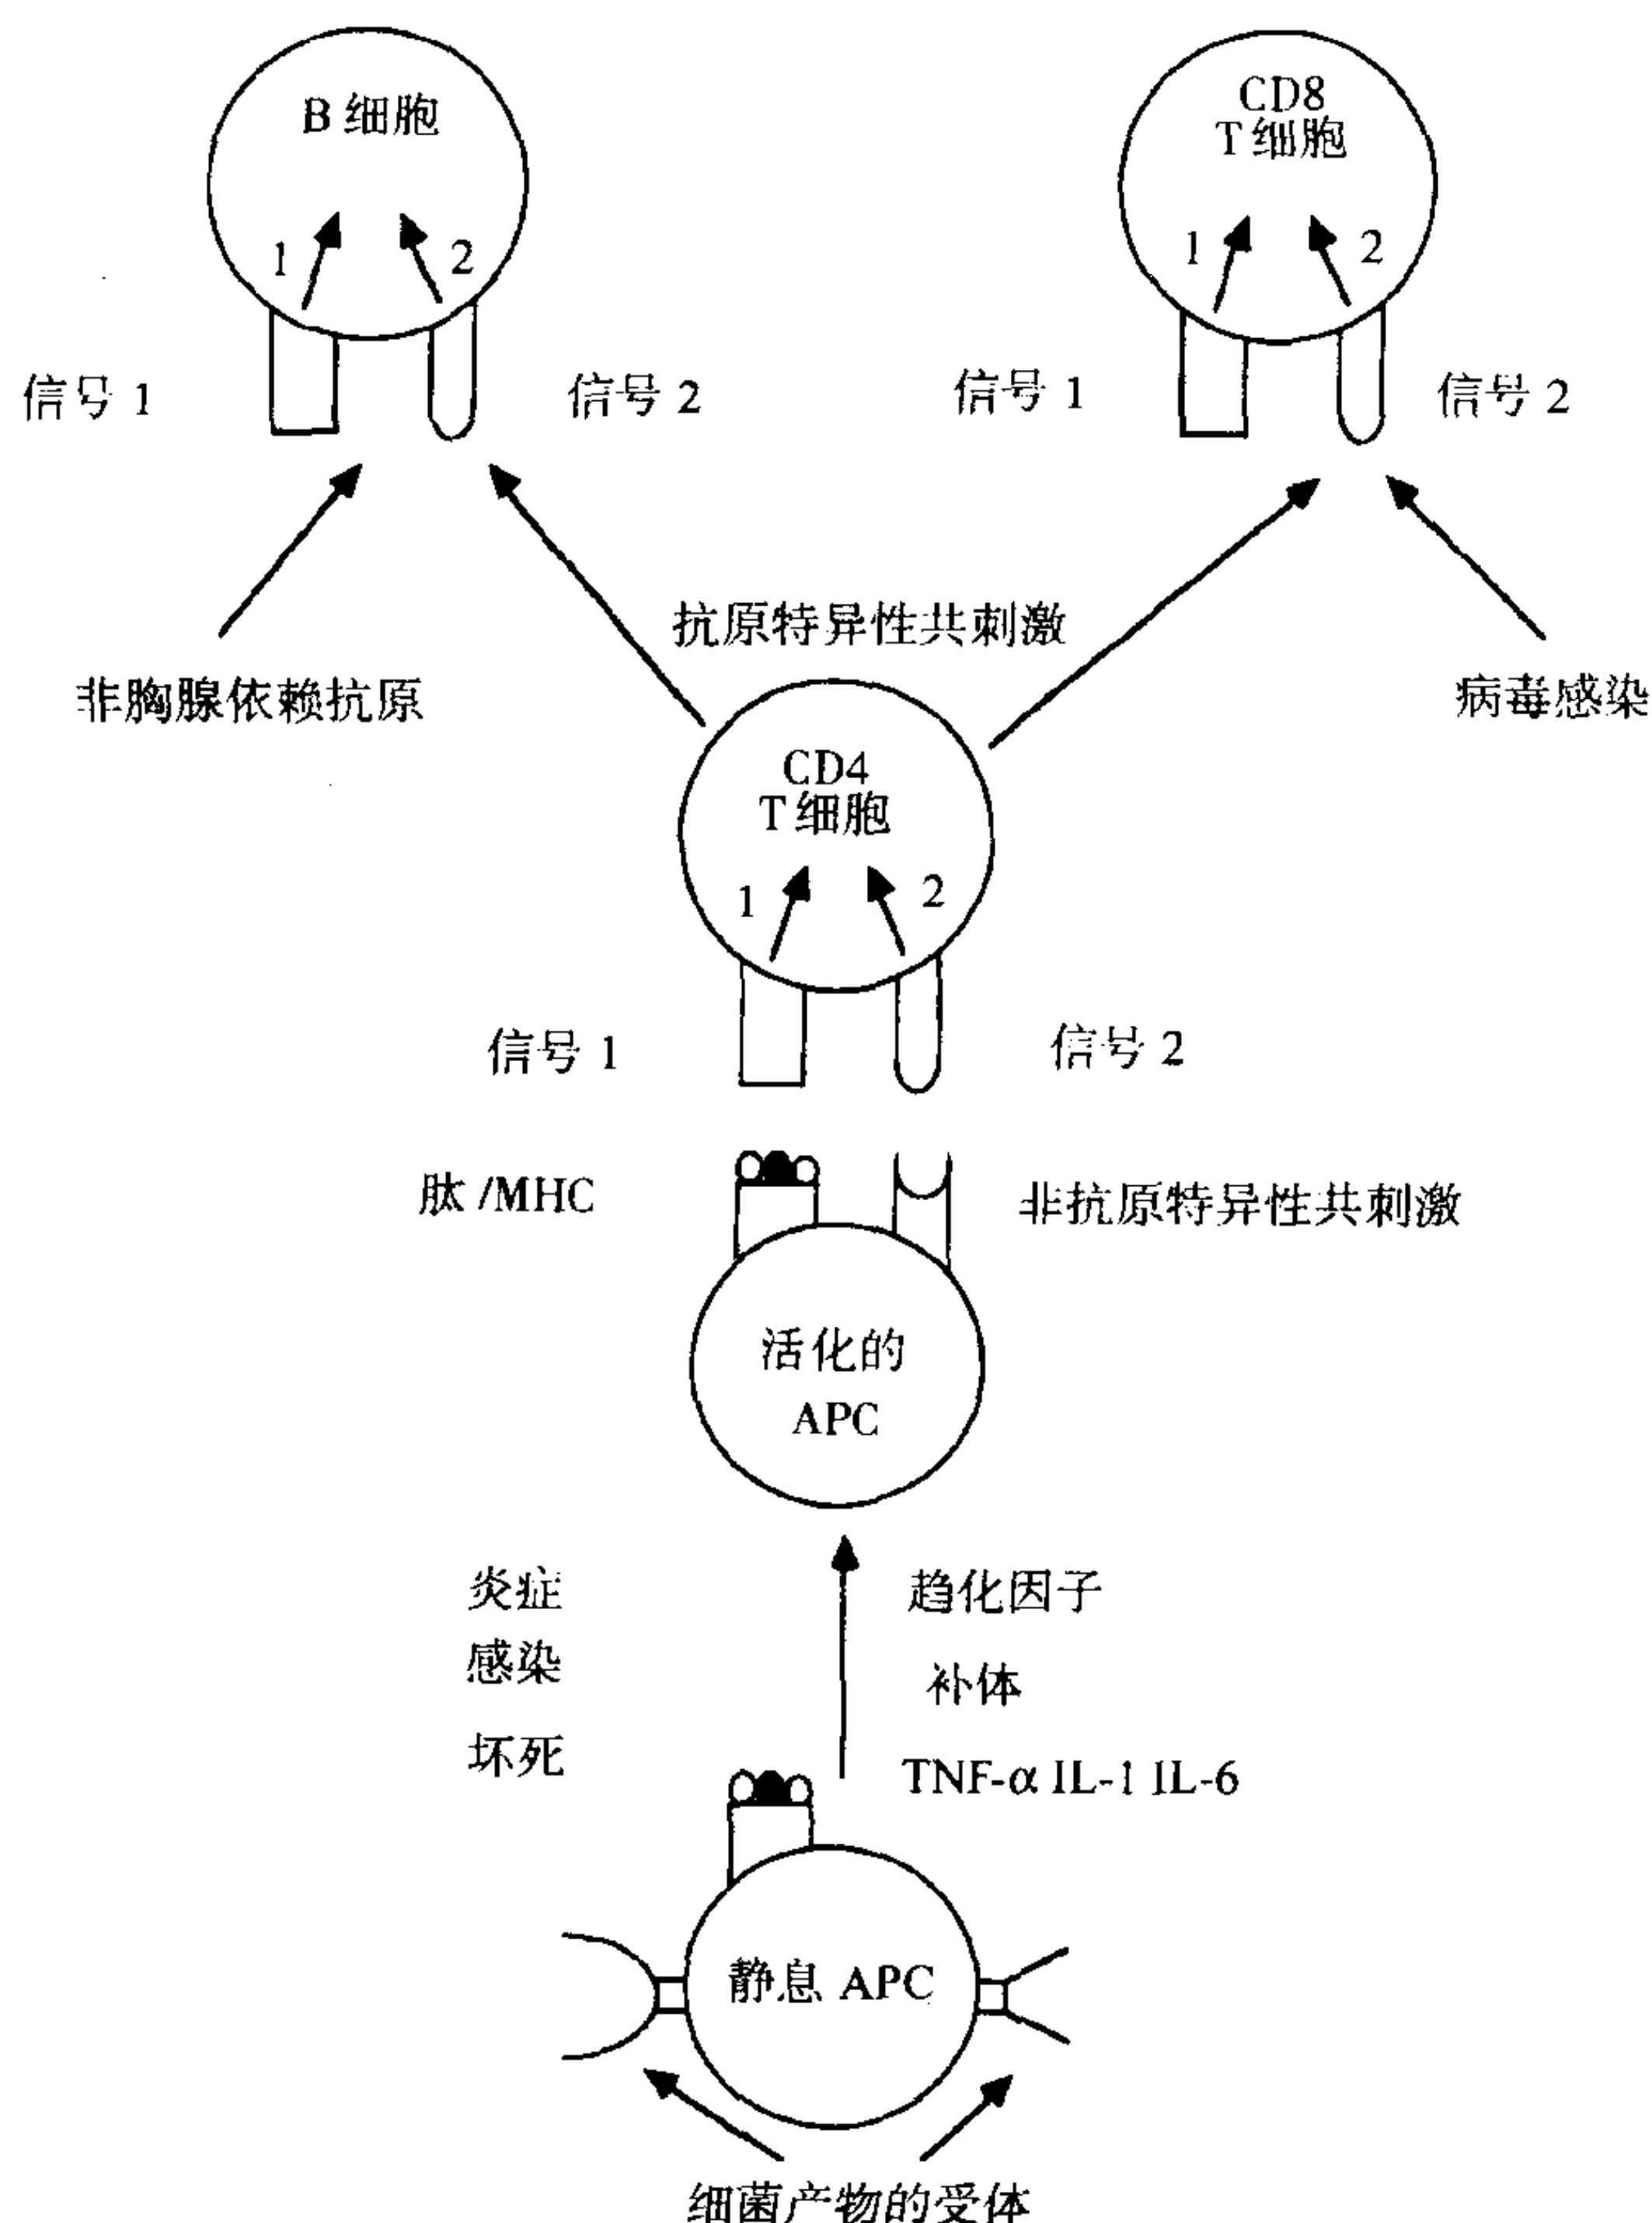 B 细胞
CD8
T 细胞
1
2
1
2
信号 1
信号 2
信号 1
信号 2
抗原特异性共刺激
非胸腺依赖抗原
病毒感染
CD4
T 细胞
1
2
信号 1
信号 2
肽 /MHC
非抗原特异性共刺激
活化的
APC
炎症
趋化因子
感染
补体
坏死
TNF-α IL-1 IL-6
静息 APC
细菌产物的受体